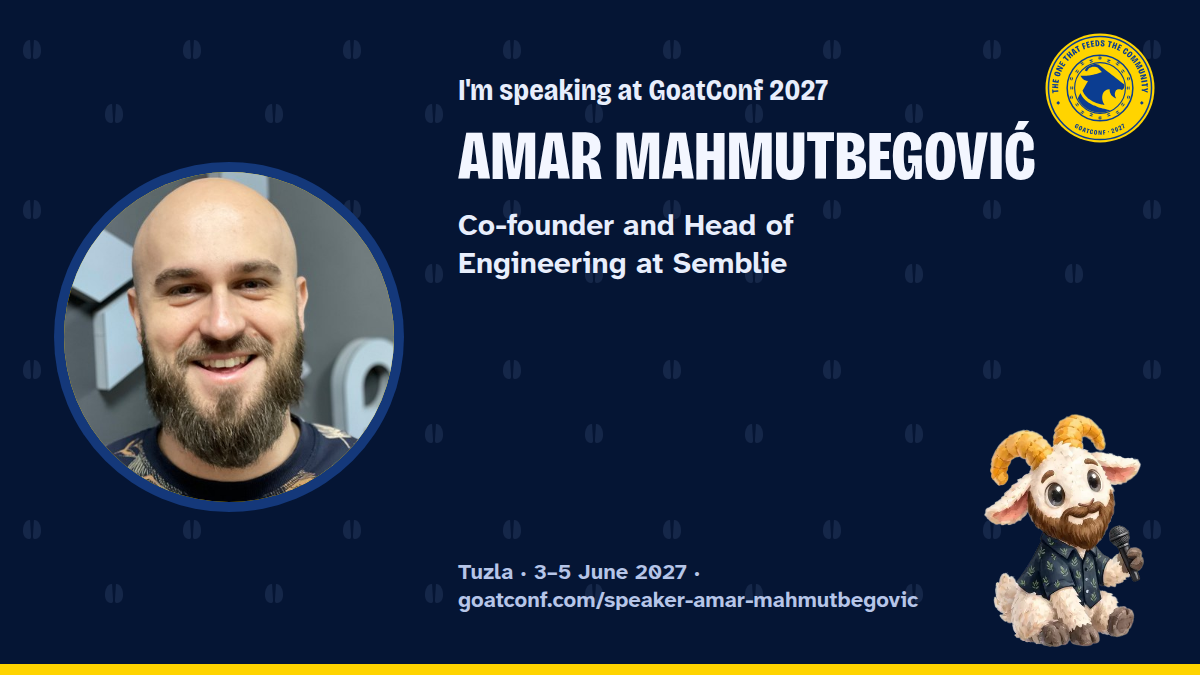 I'm speaking at GoatConf 2027
AMAR MAHMUTBEGOVIĆ
Co-founder and Head of
Engineering at Semblie
Tuzla · 3–5 June 2027 ·
goatconf.com/speaker-amar-mahmutbegovic
THE ONE THAT FEEDS THE COMMUNITY
GOATCONF · 2027